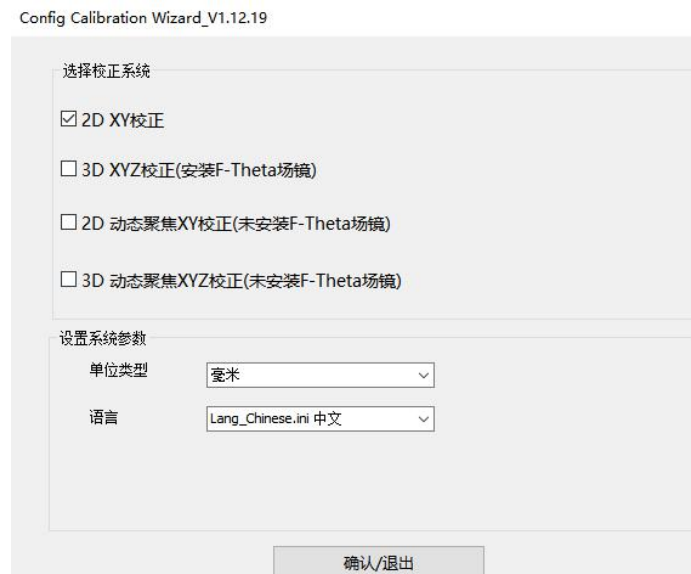 Config Calibration Wizard_V1.12.19
选择校正系统
2D XY校正
3D XYZ校正(安装F-Theta场镜)
2D 动态聚焦XY校正(未安装F-Theta场镜)
3D 动态聚焦XYZ校正(未安装F-Theta场镜)
设置系统参数
单位类型 毫米
语言 Lang_Chinese.ini 中文
确认/退出